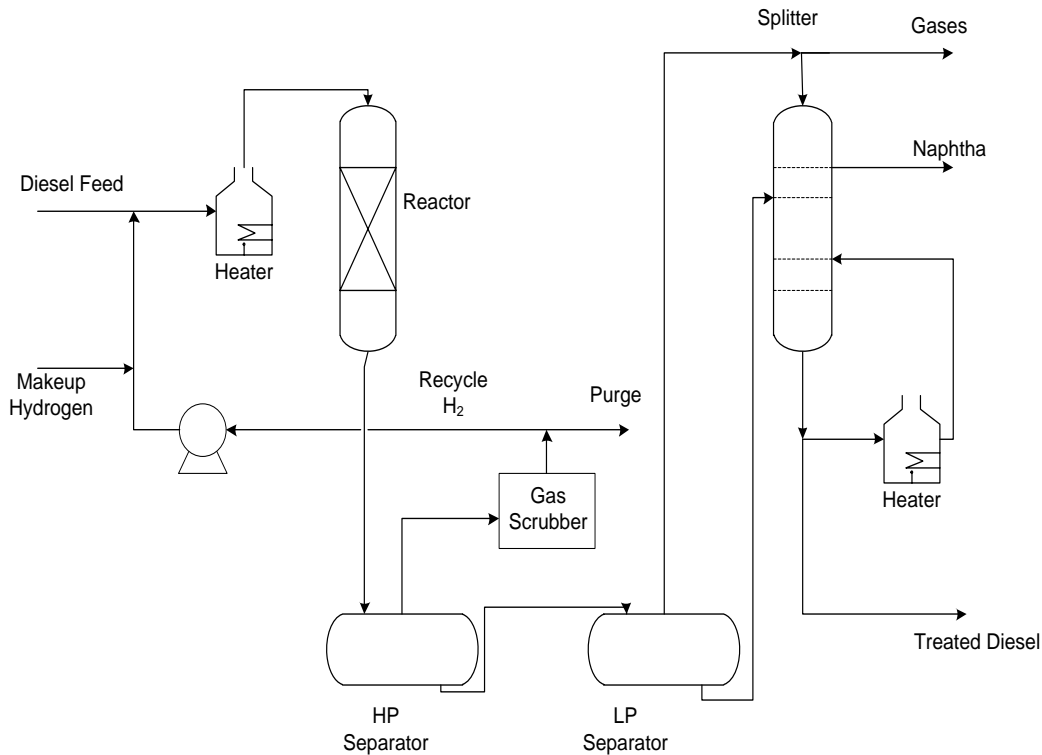 Splitter
Gases
Naphtha
Diesel Feed
Reactor
Heater
Makeup
Hydrogen
Recycle
H₂
Purge
Gas
Scrubber
Heater
Treated Diesel
HP
Separator
LP
Separator